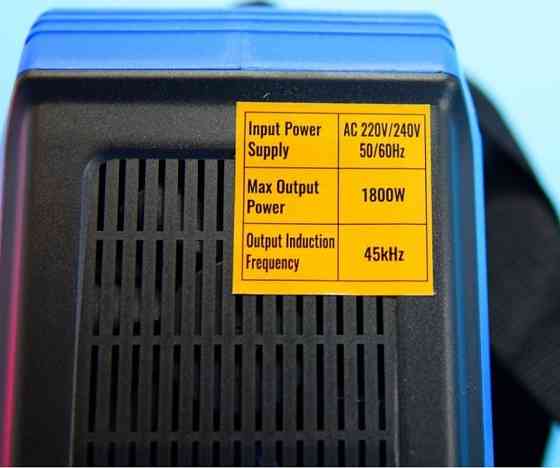 Input Power
Supply
AC 220V/240V
50/60Hz
Max Output
Power
1800W
Output Induction
Frequency
45kHz